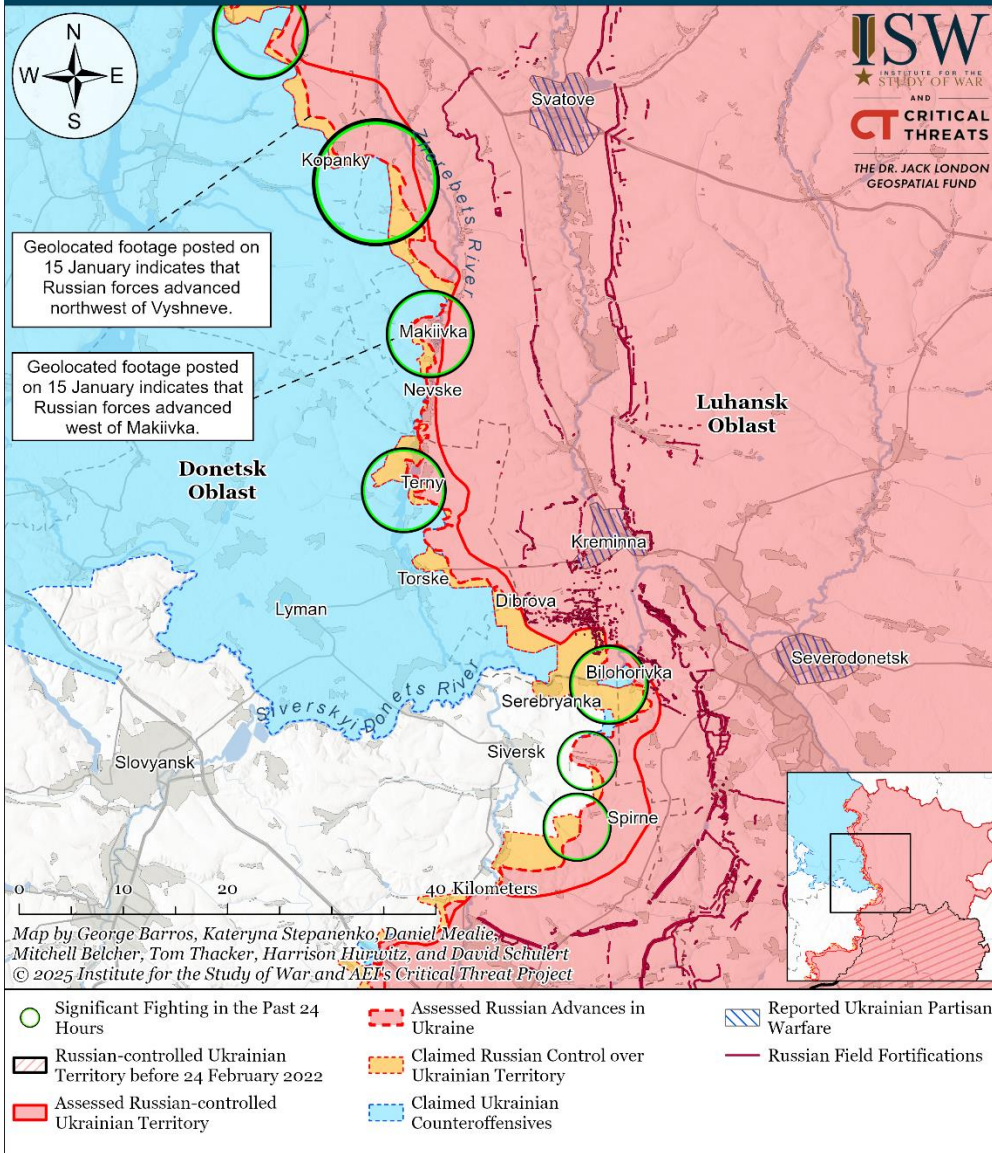 N
W
E
S
ISW
INSTITUTE FOR THE
STUDY OF WAR
AND
CT CRITICAL
THREATS
THE DR. JACK LONDON
GEOSPATIAL FUND
Svatove
Kopanky
Zherebets River
Geolocated footage posted on
15 January indicates that
Russian forces advanced
northwest of Vyshneve.
Makiivka
Geolocated footage posted
on 15 January indicates that
Russian forces advanced
west of Makiivka.
Nevske
Luhansk
Oblast
Donetsk
Oblast
Terny
Kreminna
Torske
Lyman
Dibrova
Severodonetsk
Bilohorivka
Serebryanka
Siverskyi Donets River
Siversk
Slovyansk
Spirne
0 10 20 40 Kilometers
Map by George Barros, Kateryna Stepanenko, Daniel Mealie,
Mitchell Belcher, Tom Thacker, Harrison Hurwitz, and David Schulert
© 2025 Institute for the Study of War and AEI's Critical Threat Project
Significant Fighting in the Past 24
Hours
Russian-controlled Ukrainian
Territory before 24 February 2022
Assessed Russian-controlled
Ukrainian Territory
Assessed Russian Advances in
Ukraine
Claimed Russian Control over
Ukrainian Territory
Claimed Ukrainian
Counteroffensives
Reported Ukrainian Partisan
Warfare
Russian Field Fortifications